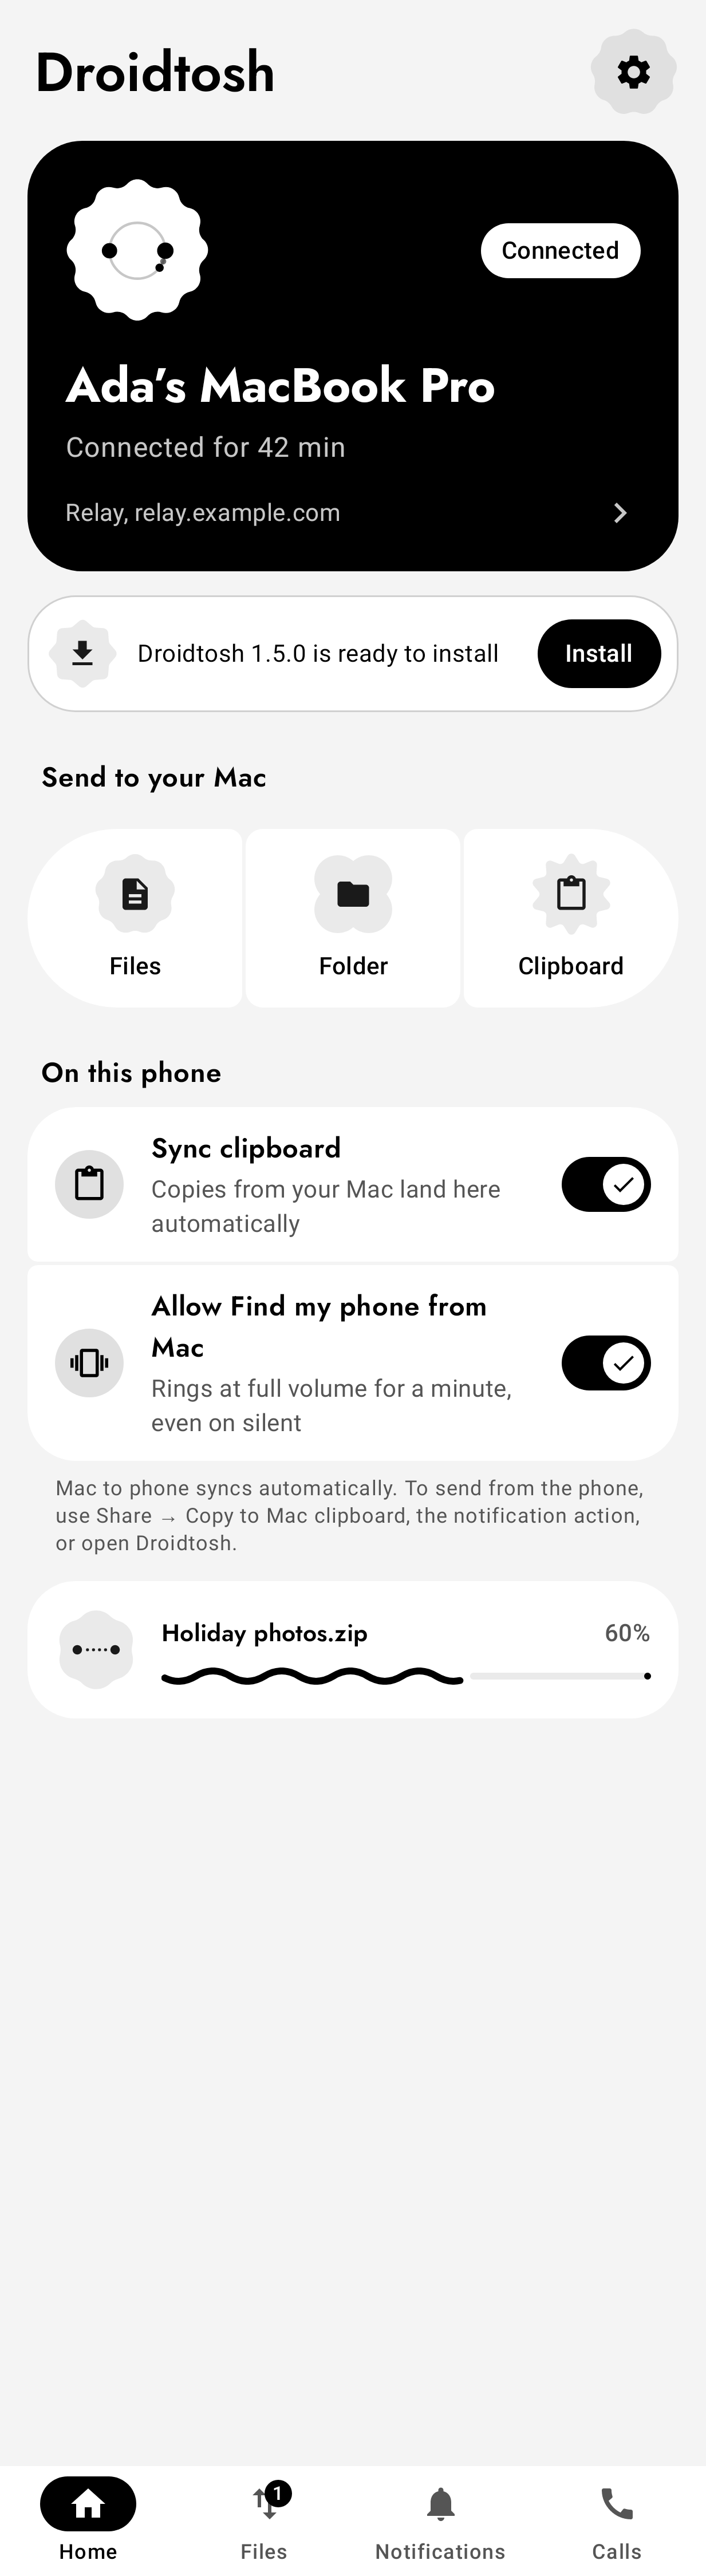 Droidtosh
Connected
Ada's MacBook Pro
Connected for 42 min
Relay, relay.example.com
Droidtosh 1.5.0 is ready to install
Install
Send to your Mac
Files
Folder
Clipboard
On this phone
Sync clipboard
Copies from your Mac land here
automatically
Allow Find my phone from
Mac
Rings at full volume for a minute,
even on silent
Mac to phone syncs automatically. To send from the phone,
use Share → Copy to Mac clipboard, the notification action,
or open Droidtosh.
Holiday photos.zip
60%
1
Home
Files
Notifications
Calls